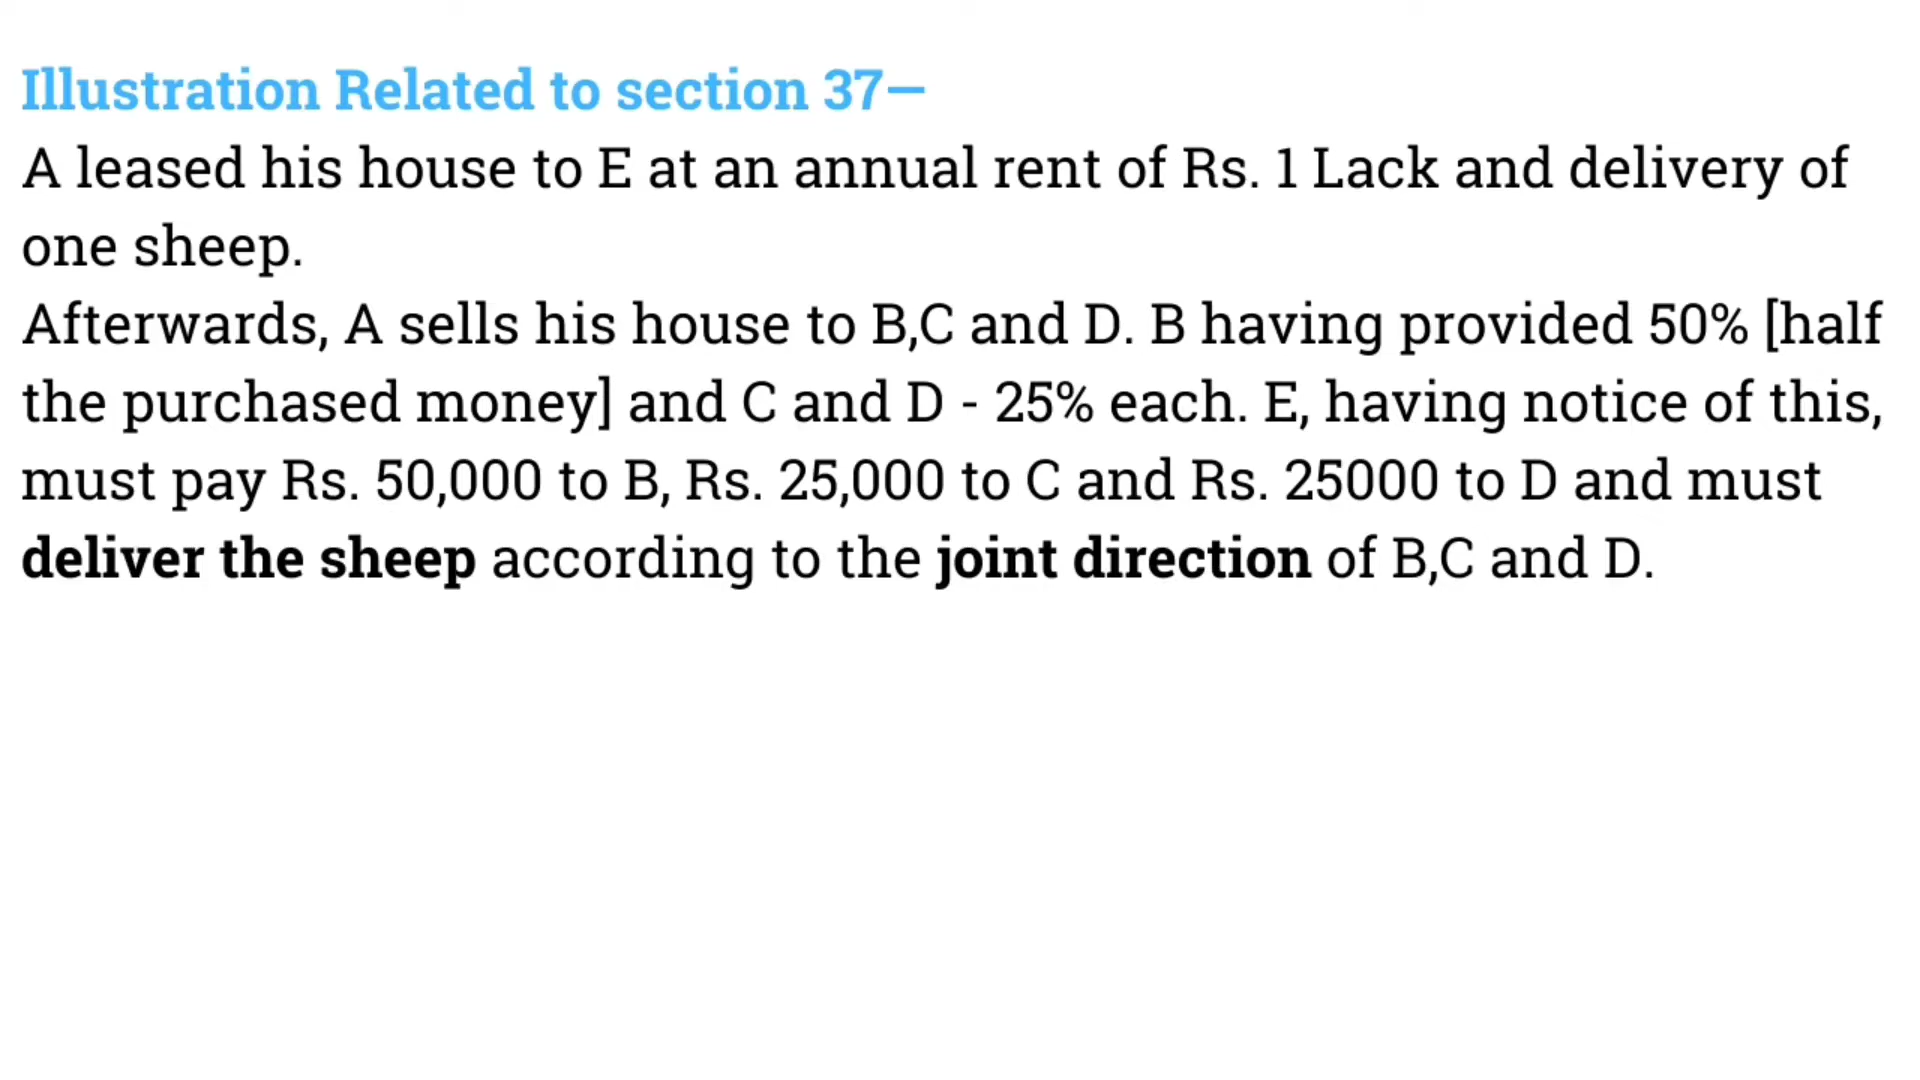 Illustration Related to section 37—
A leased his house to E at an annual rent of Rs. 1 Lack and delivery of
one sheep.
Afterwards, A sells his house to B,C and D. B having provided 50% [half
the purchased money] and C and D - 25% each. E, having notice of this,
must pay Rs. 50,000 to B, Rs. 25,000 to C and Rs. 25000 to D and must
deliver the sheep according to the joint direction of B,C and D.